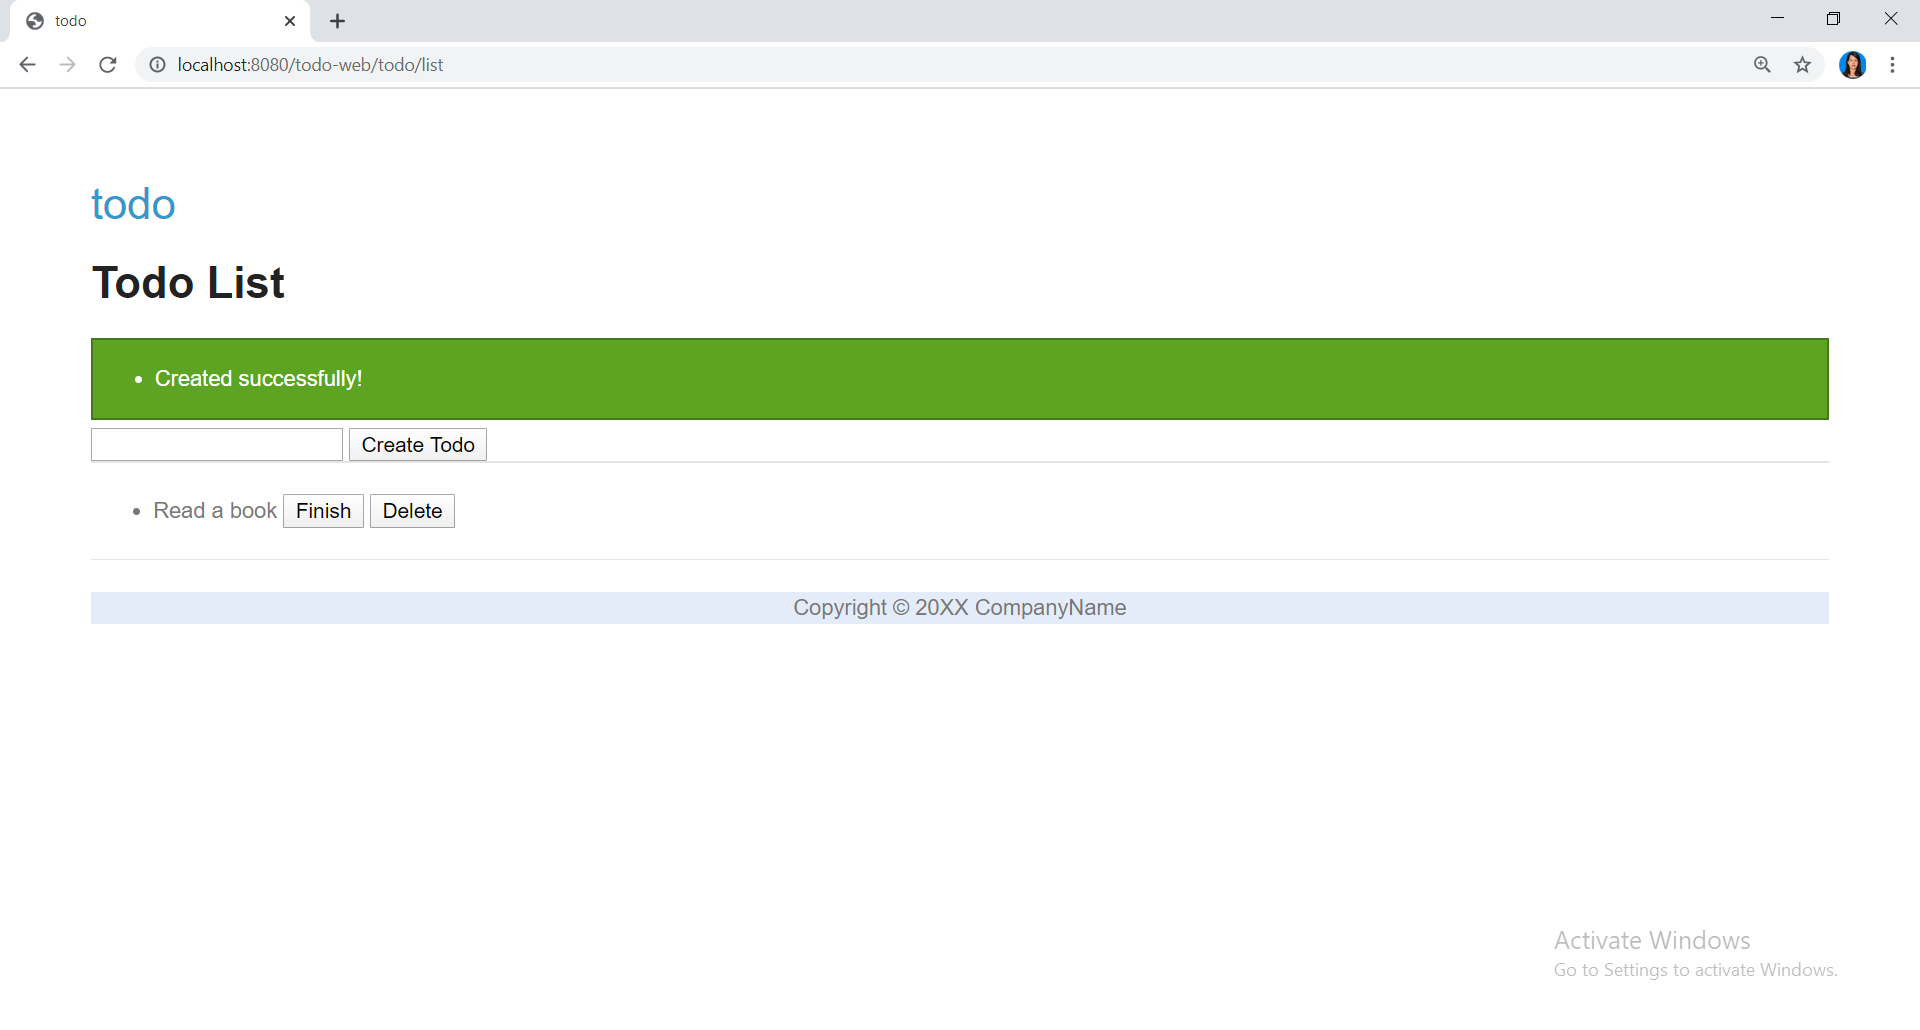 todo
localhost:8080/todo-web/todo/list
todo
Todo List
Created successfully!
Create Todo
Read a book Finish Delete
Copyright © 20XX CompanyName
Activate Windows
Go to Settings to activate Windows.